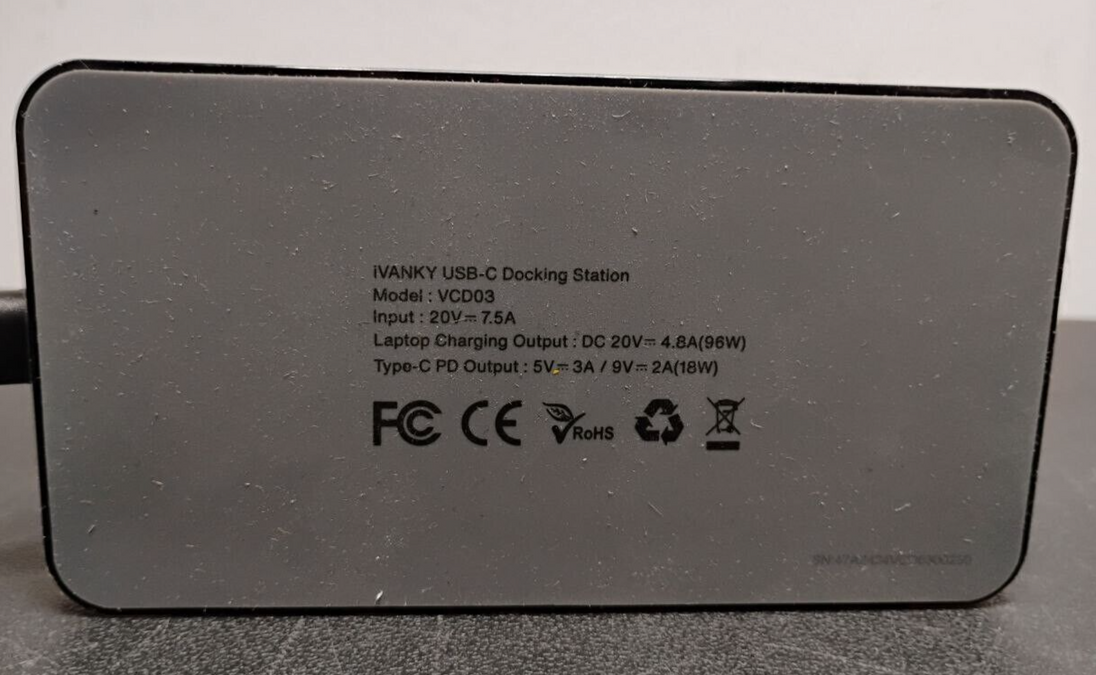 iVANKY USB-C Docking Station
Model : VCD03
Input : 20V⎓7.5A
Laptop Charging Output : DC 20V⎓ 4.8A(96W)
Type-C PD Output : 5V⎓ 3A / 9V⎓ 2A(18W)
FC CE RoHS